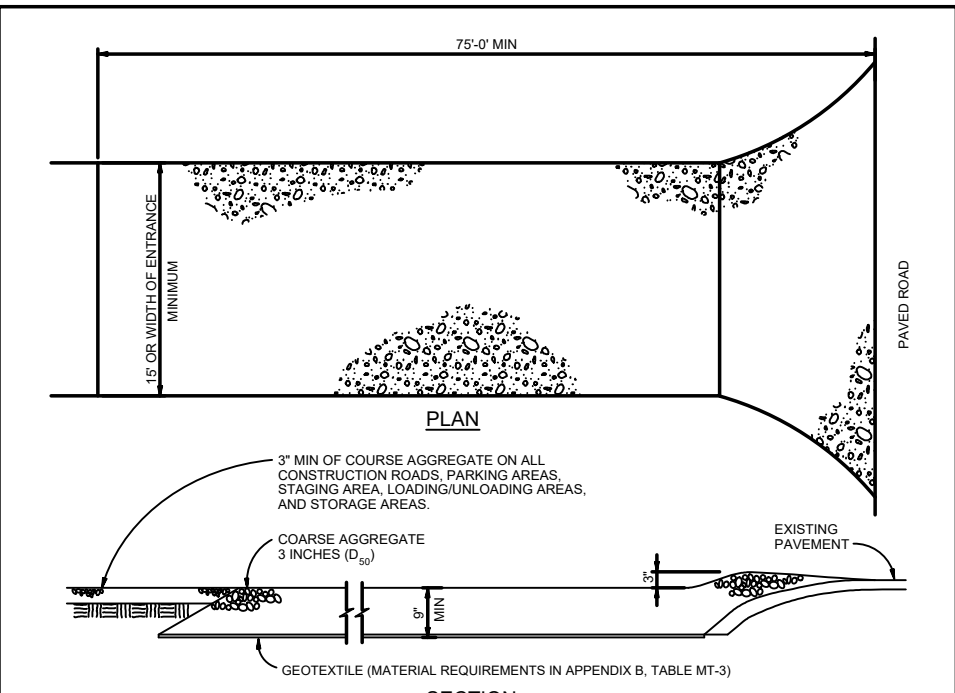 75'-0' MIN
15' OR WIDTH OF ENTRANCE
MINIMUM
PAVED ROAD
PLAN
3" MIN OF COURSE AGGREGATE ON ALL
CONSTRUCTION ROADS, PARKING AREAS,
STAGING AREA, LOADING/UNLOADING AREAS,
AND STORAGE AREAS.
COARSE AGGREGATE
3 INCHES (D50)
EXISTING
PAVEMENT
3"
9"
MIN
GEOTEXTILE (MATERIAL REQUIREMENTS IN APPENDIX B, TABLE MT-3)
SECTION